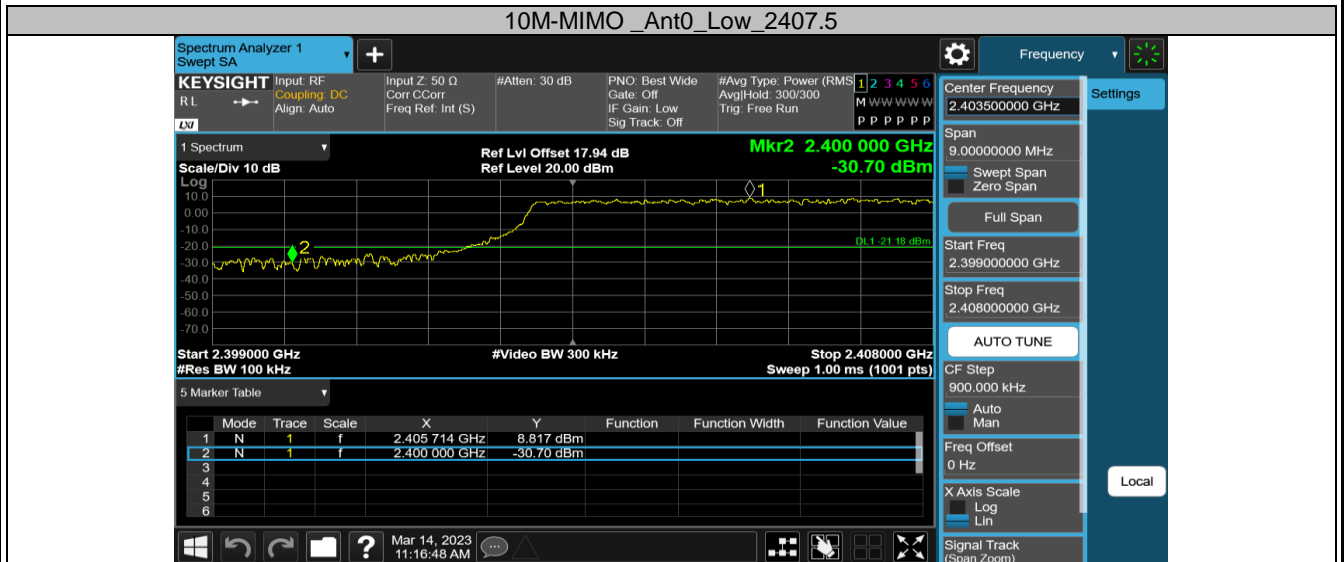 10M-MIMO _Ant0_Low_2407.5
Spectrum Analyzer 1
Swept SA
+
Frequency
KEYSIGHT
RL
LXI
Input: RF
Coupling: DC
Align: Auto
Input Z: 50 Ω
Corr CCorr
Freq Ref: Int (S)
#Atten: 30 dB
PNO: Best Wide
Gate: Off
IF Gain: Low
Sig Track: Off
#Avg Type: Power (RMS
Avg|Hold: 300/300
Trig: Free Run
1 2 3 4 5 6
M W W W W W
P P P P P P
1 Spectrum
Scale/Div 10 dB
Ref Lvl Offset 17.94 dB
Ref Level 20.00 dBm
Mkr2 2.400 000 GHz
-30.70 dBm
Log
10.0
0.00
-10.0
-20.0
-30.0
-40.0
-50.0
-60.0
-70.0
1
2
DL1 -21.18 dBm
Start 2.399000 GHz
#Video BW 300 kHz
Stop 2.408000 GHz
#Res BW 100 kHz
Sweep 1.00 ms (1001 pts)
5 Marker Table
Mode Trace Scale X Y Function Function Width Function Value
1 N 1 f 2.405 714 GHz 8.817 dBm
2 N 1 f 2.400 000 GHz -30.70 dBm
3
4
5
6
?
Mar 14, 2023
11:16:48 AM
Center Frequency
2.403500000 GHz
Settings
Span
9.00000000 MHz
Swept Span
Zero Span
Full Span
Start Freq
2.399000000 GHz
Stop Freq
2.408000000 GHz
AUTO TUNE
CF Step
900.000 kHz
Auto
Man
Freq Offset
0 Hz
X Axis Scale
Log
Lin
Local
Signal Track
(Span Zoom)